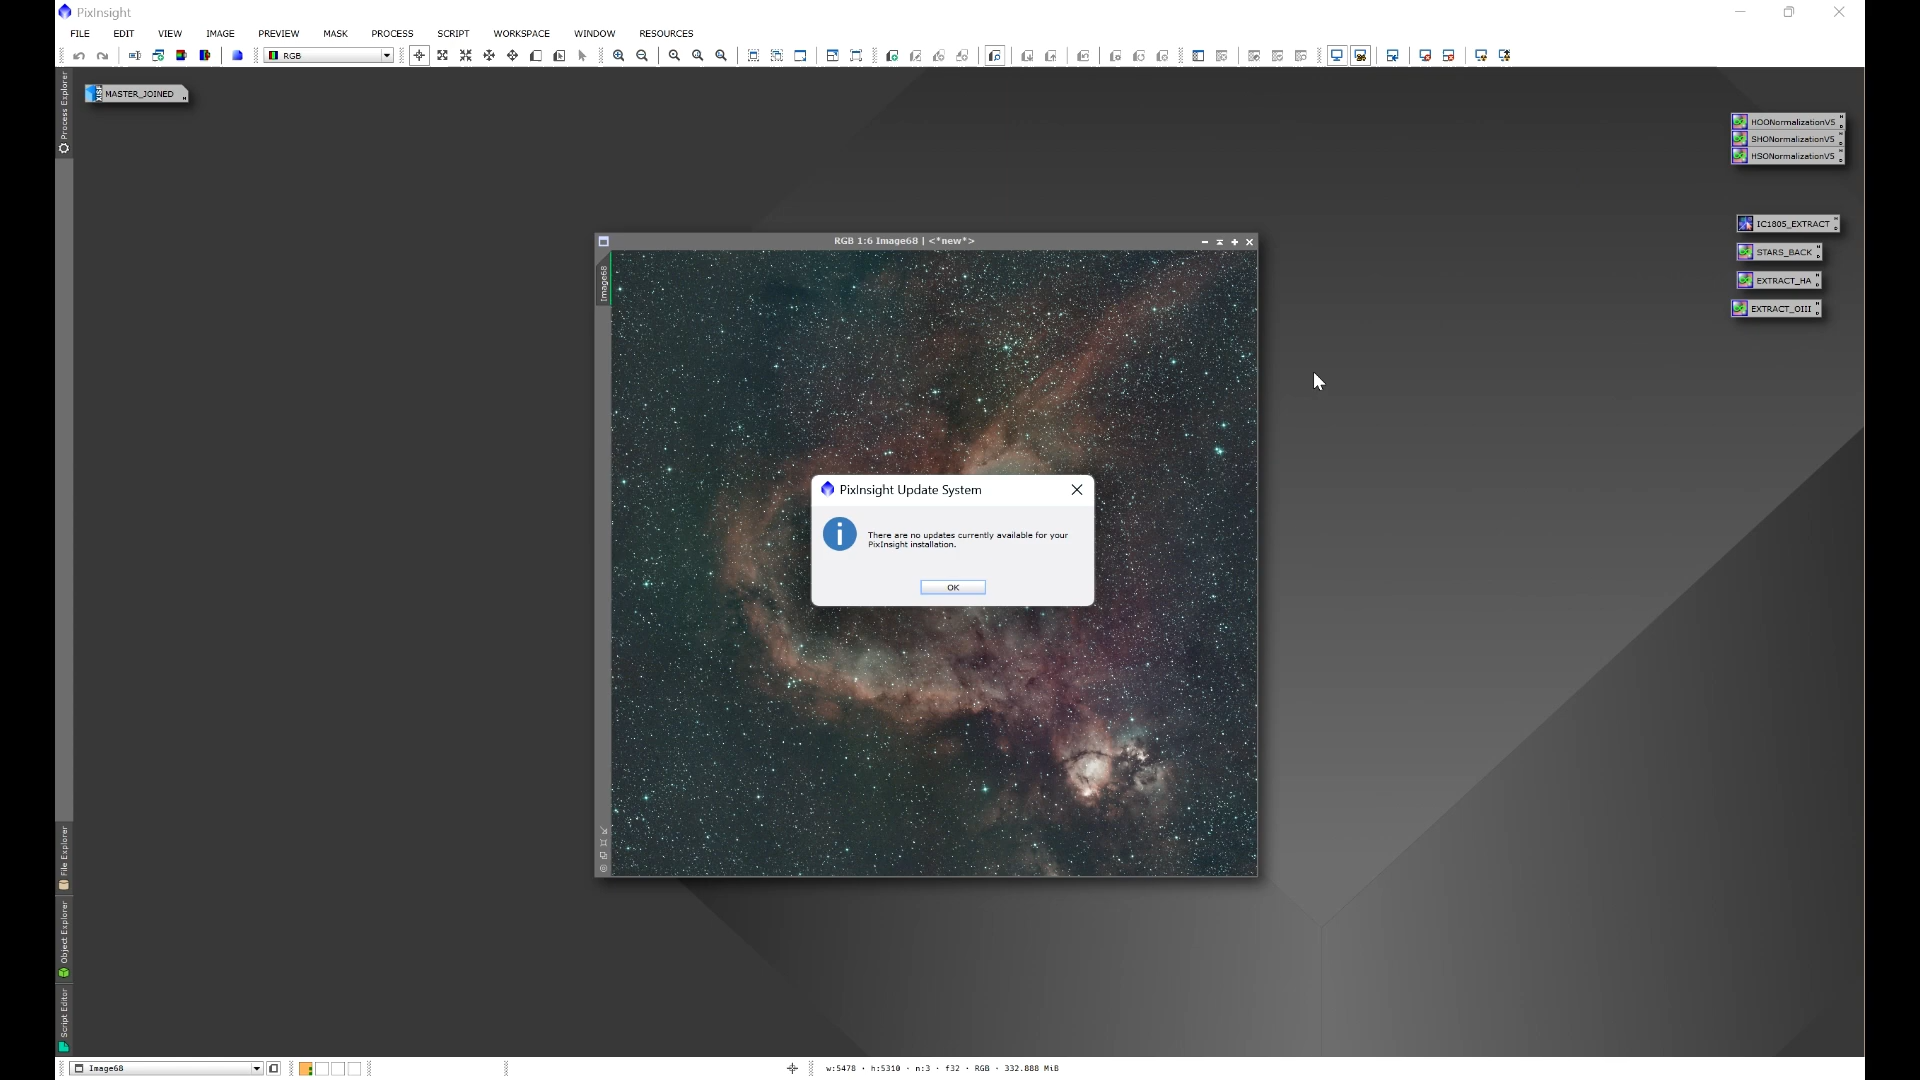 PixInsight
FILE EDIT VIEW IMAGE PREVIEW MASK PROCESS SCRIPT WORKSPACE WINDOW RESOURCES
RGB
Process Explorer
MASTER_JOINED
HOONormalizationV5
SHONormalizationV5
HSONormalizationV5
IC1805_EXTRACT
STARS_BACK
EXTRACT_HA
EXTRACT_OIII
RGB 1:6 Image68 | <*new*>
Image68
PixInsight Update System
There are no updates currently available for your
PixInsight installation.
OK
File Explorer
Object Explorer
Script Editor
Image68
w:5478 · h:5310 · n:3 · f32 · RGB · 332.888 MiB